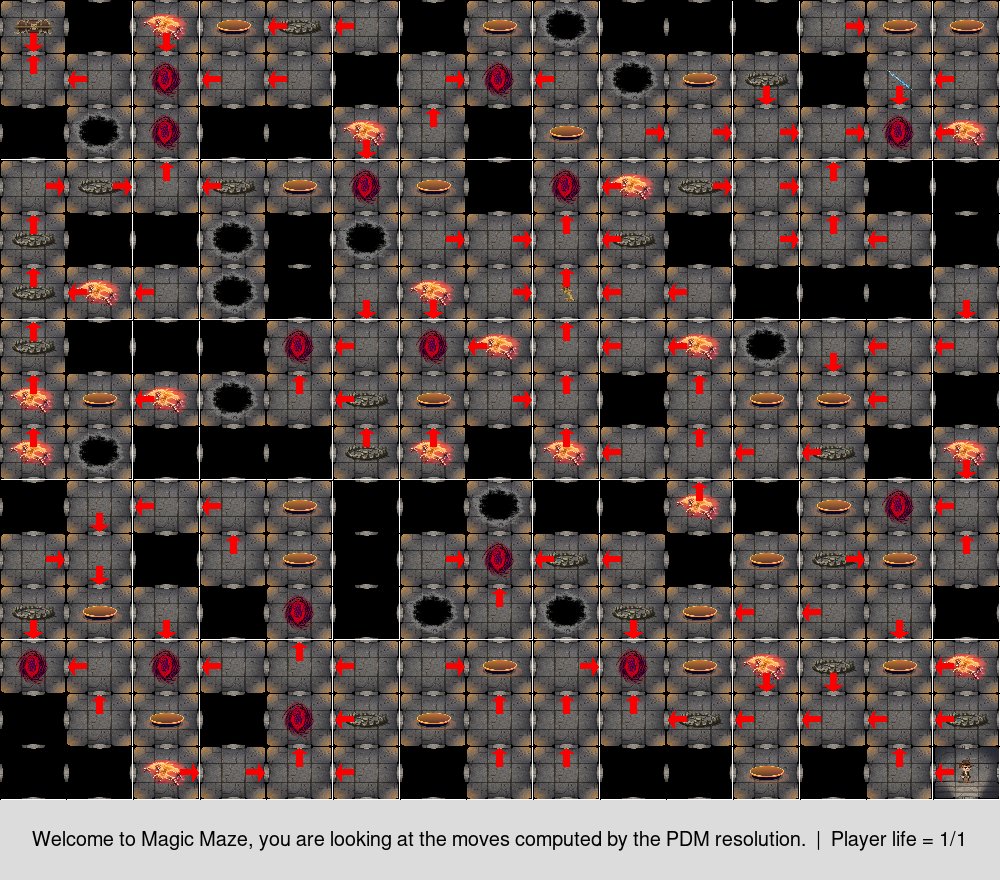 Welcome to Magic Maze, you are looking at the moves computed by the PDM resolution.  |  Player life = 1/1